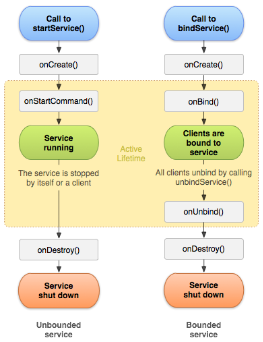 Call to
startService()
onCreate()
onStartCommand()
Service
running
The service is stopped
by itself or a client
onDestroy()
Service
shut down
Unbounded
service
Active
Lifetime
Call to
bindService()
onCreate()
onBind()
Clients are
bound to
service
All clients unbind by calling
unbindService()
onUnbind()
onDestroy()
Service
shut down
Bounded
service